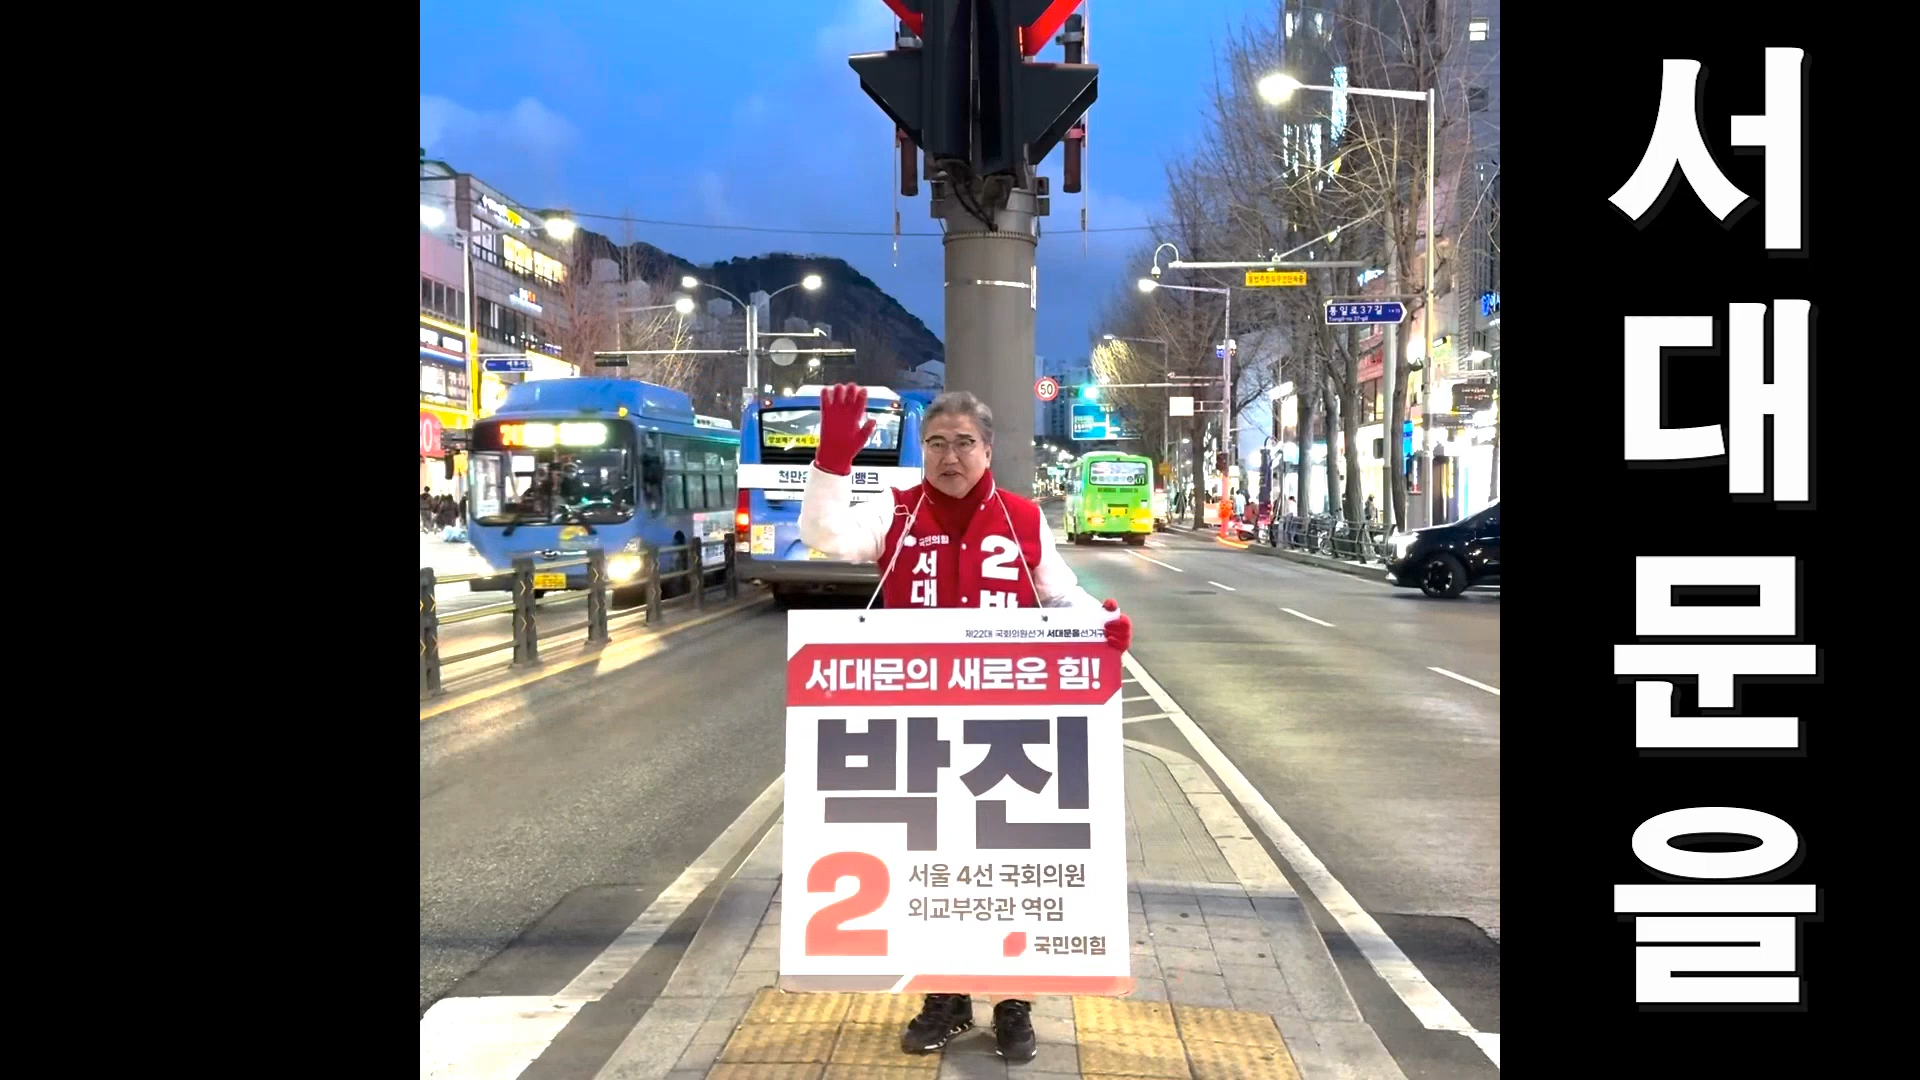 서대문을
통일로37길
50
국민의힘
서대
2박
제22대 국회의원선거 서대문을선거구
서대문의 새로운 힘!
박진
2
서울 4선 국회의원
외교부장관 역임
국민의힘